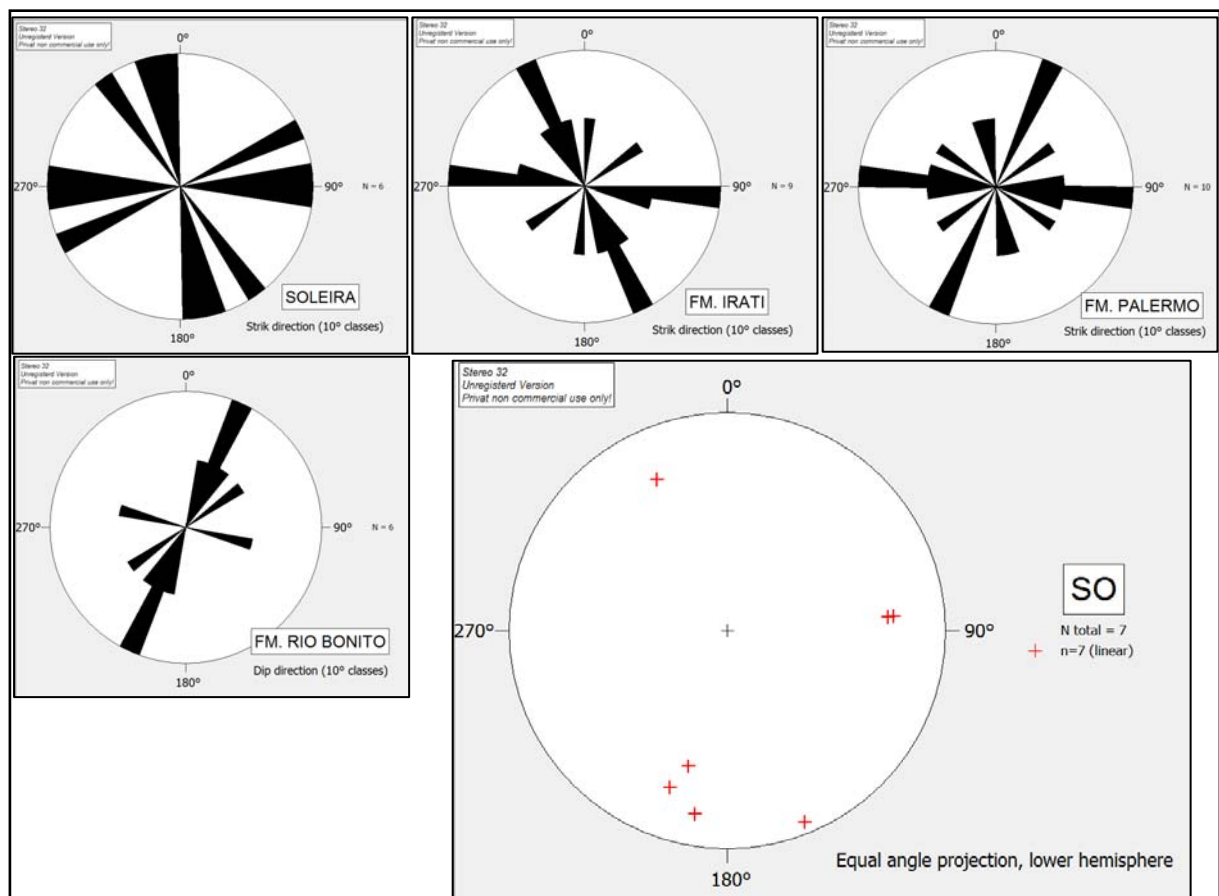 Stereo 32
Unregisterd Version
Privat non commercial use only!
0°
270°
90°
N = 6
SOLEIRA
Strik direction (10° classes)
180°
Stereo 32
Unregisterd Version
Privat non commercial use only!
0°
270°
90°
N = 9
FM. IRATI
Strik direction (10° classes)
180°
Stereo 32
Unregisterd Version
Privat non commercial use only!
0°
270°
90°
N = 10
FM. PALERMO
Strik direction (10° classes)
180°
Stereo 32
Unregisterd Version
Privat non commercial use only!
0°
270°
90°
N = 6
FM. RIO BONITO
Dip direction (10° classes)
180°
Stereo 32
Unregisterd Version
Privat non commercial use only!
0°
270°
90°
SO
N total = 7
n=7 (linear)
Equal angle projection, lower hemisphere
180°